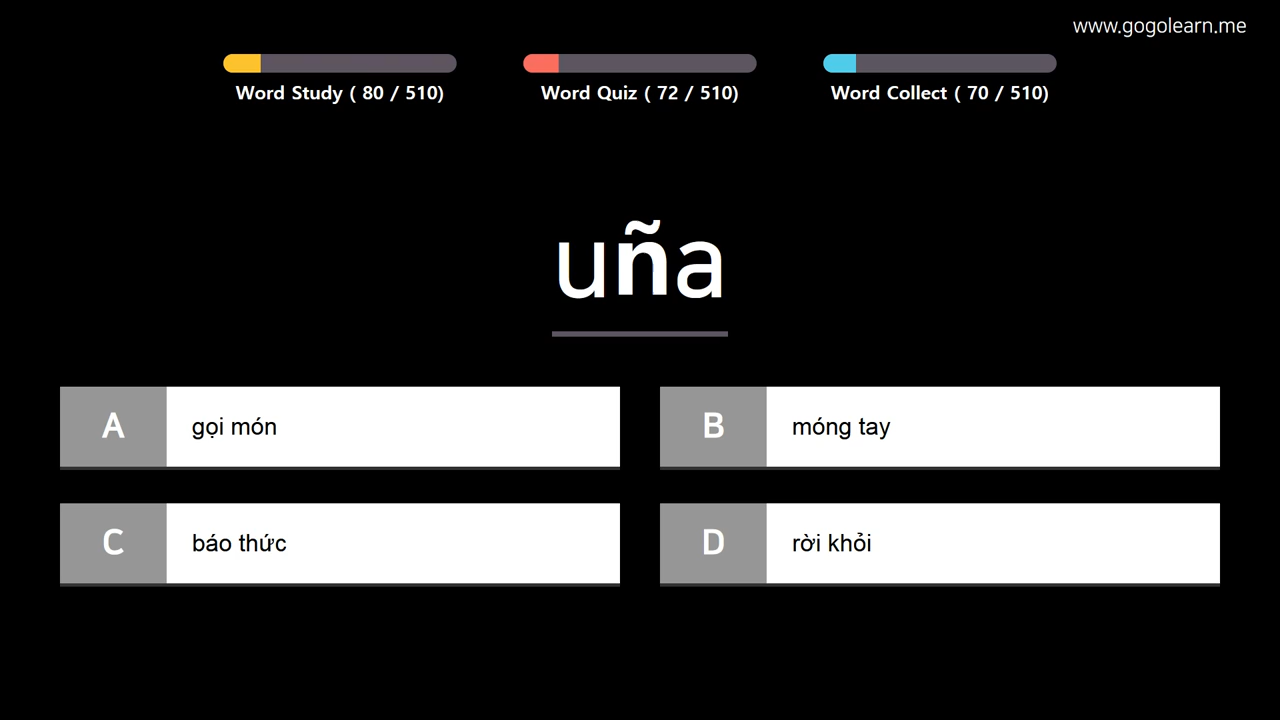 www.gogolearn.me
Word Study ( 80 / 510)
Word Quiz ( 72 / 510)
Word Collect ( 70 / 510)
uña
A
gọi món
B
móng tay
C
báo thức
D
rời khỏi